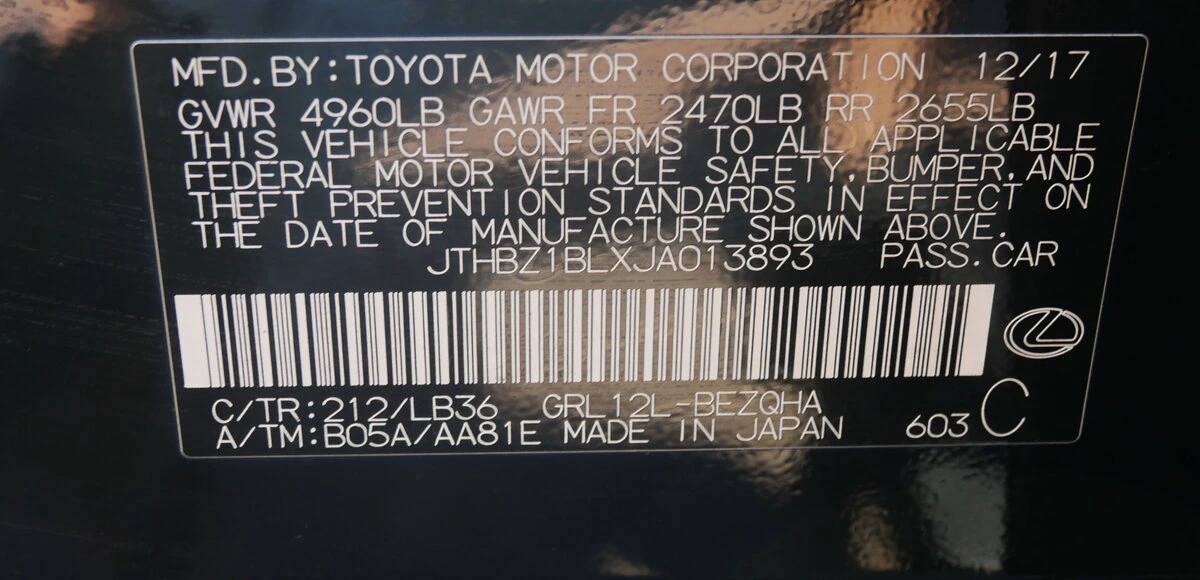 MFD.BY:TOYOTA MOTOR CORPORATION 12/17
GVWR 4960LB GAWR FR 2470LB RR 2655LB
THIS VEHICLE CONFORMS TO ALL APPLICABLE
FEDERAL MOTOR VEHICLE SAFETY,BUMPER,AND
THEFT PREVENTION STANDARDS IN EFFECT ON
THE DATE OF MANUFACTURE SHOWN ABOVE.
JTHBZ1BLXJA013893 PASS.CAR
C/TR:212/LB36 GRL12L-BEZQHA
A/TM:B05A/AA81E MADE IN JAPAN 603 C